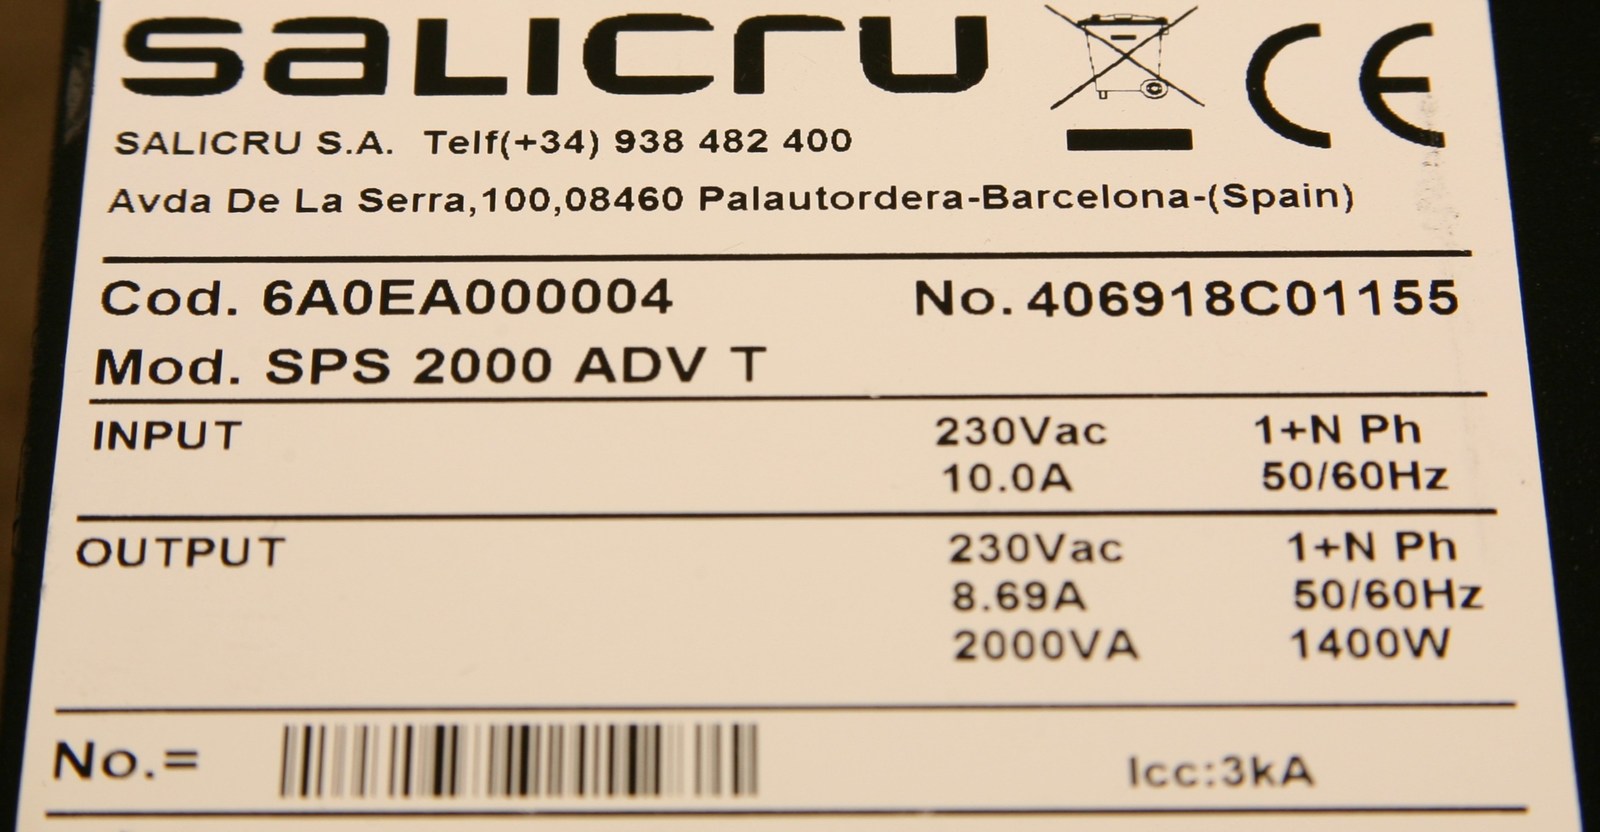 SALICRU
CE
SALICRU S.A. Telf(+34) 938 482 400
Avda De La Serra,100,08460 Palautordera-Barcelona-(Spain)
Cod. 6A0EA000004 No. 406918C01155
Mod. SPS 2000 ADV T
INPUT 230Vac 1+N Ph
10.0A 50/60Hz
OUTPUT 230Vac 1+N Ph
8.69A 50/60Hz
2000VA 1400W
No.= Icc:3kA